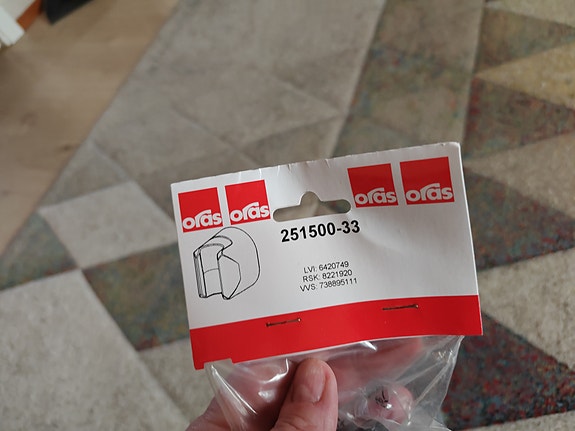 oras oras oras oras
251500-33
LVI: 6420749
RSK: 8221920
VVS: 738895111